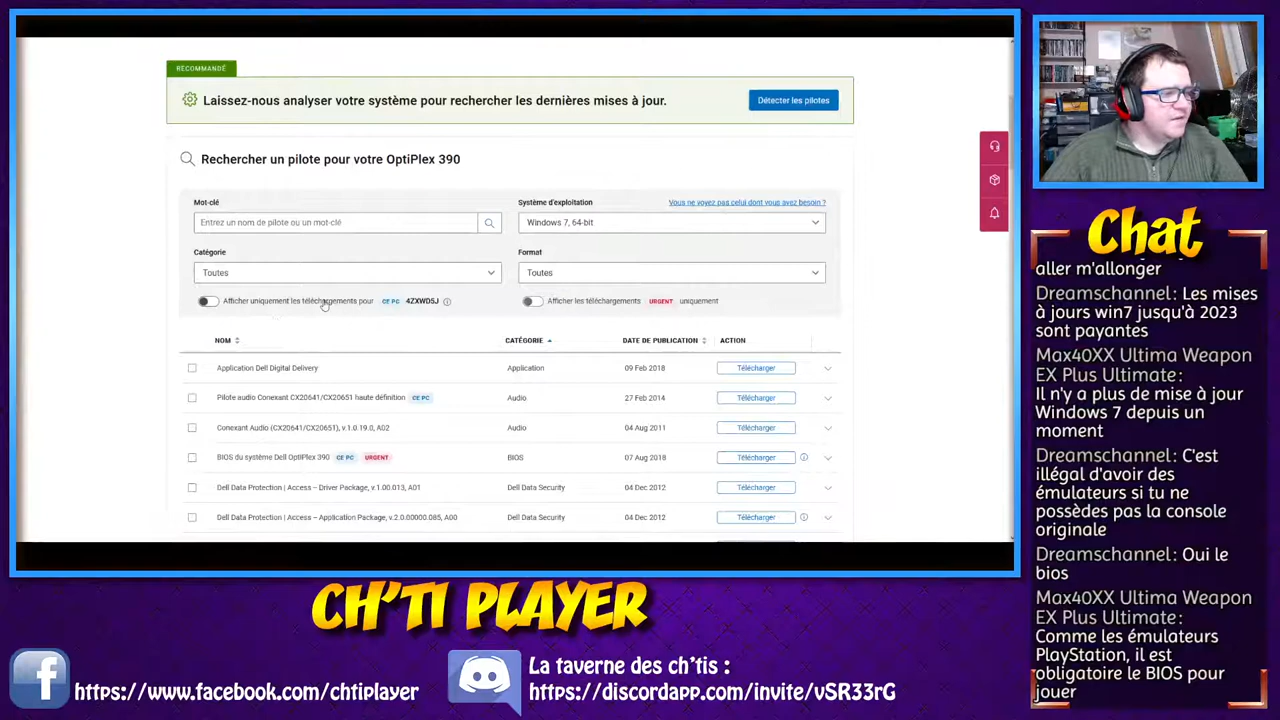 RECOMMANDÉ
Laissez-nous analyser votre système pour rechercher les dernières mises à jour.
Détecter les pilotes
Rechercher un pilote pour votre OptiPlex 390
Mot-clé
Système d'exploitation
Vous ne voyez pas celui dont vous avez besoin ?
Entrez un nom de pilote ou un mot-clé
Windows 7, 64-bit
Catégorie
Format
Toutes
Toutes
Afficher uniquement les téléchargements pour CE PC 4ZXWD5J
Afficher les téléchargements URGENT uniquement
NOM CATÉGORIE DATE DE PUBLICATION ACTION
Application Dell Digital Delivery Application 09 Feb 2018 Télécharger
Pilote audio Conexant CX20641/CX20651 haute définition CE PC Audio 27 Feb 2014 Télécharger
Conexant Audio (CX20641/CX20651), v.1.0.19.0, A02 Audio 04 Aug 2011 Télécharger
BIOS du système Dell OptiPlex 390 CE PC URGENT BIOS 07 Aug 2018 Télécharger
Dell Data Protection | Access – Driver Package, v.1.00.013, A01 Dell Data Security 04 Dec 2012 Télécharger
Dell Data Protection | Access – Application Package, v.2.0.00000.085, A00 Dell Data Security 04 Dec 2012 Télécharger
Chat
aller m'allonger
Dreamschannel : Les mises
à jours win7 jusqu'à 2023
sont payantes
Max40XX Ultima Weapon
EX Plus Ultimate :
Il n'y a plus de mise à jour
Windows 7 depuis un
moment
Dreamschannel : C'est
illégal d'avoir des
émulateurs si tu ne
possèdes pas la console
originale
Dreamschannel : Oui le
bios
Max40XX Ultima Weapon
EX Plus Ultimate :
Comme les émulateurs
PlayStation, il est
obligatoire le BIOS pour
jouer
CH'TI PLAYER
https://www.facebook.com/chtiplayer
La taverne des ch'tis :
https://discordapp.com/invite/vSR33rG